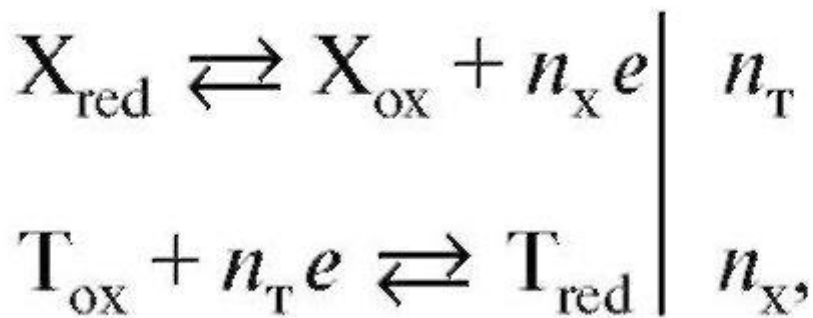 X_red ⇄ X_ox + n_x e | n_T
T_ox + n_T e ⇄ T_red | n_x,